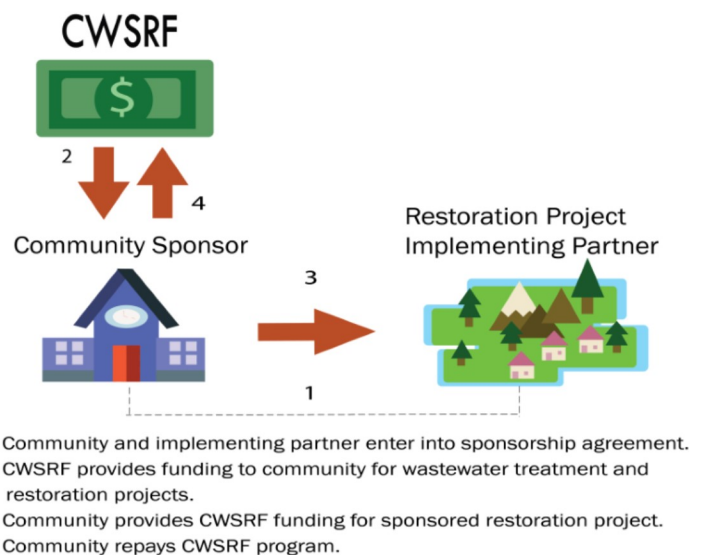 CWSRF
$
2
4
Community Sponsor
Restoration Project
Implementing Partner
3
1
Community and implementing partner enter into sponsorship agreement.
CWSRF provides funding to community for wastewater treatment and
restoration projects.
Community provides CWSRF funding for sponsored restoration project.
Community repays CWSRF program.